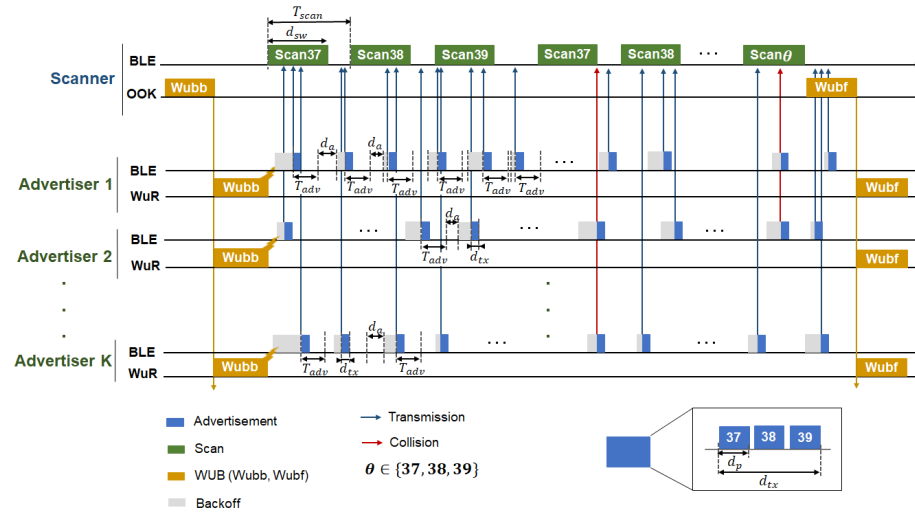 T_scan
d_sw
Scanner
BLE
Scan37
Scan38
Scan39
Scan37
Scan38
...
Scanθ
OOK
Wubb
Wubf
Advertiser 1
d_a
d_a
...
BLE
T_adv
T_adv
T_adv
T_adv
T_adv
T_adv
WuR
Wubb
Wubf
Advertiser 2
d_a
BLE
...
...
...
T_adv
d_tx
WuR
Wubb
Wubf
Advertiser K
d_a
BLE
...
...
T_adv
d_tx
T_adv
WuR
Wubb
Wubf
Advertisement
Scan
WUB (Wubb, Wubf)
Backoff
Transmission
Collision
θ ∈ {37, 38, 39}
37 38 39
d_p
d_tx